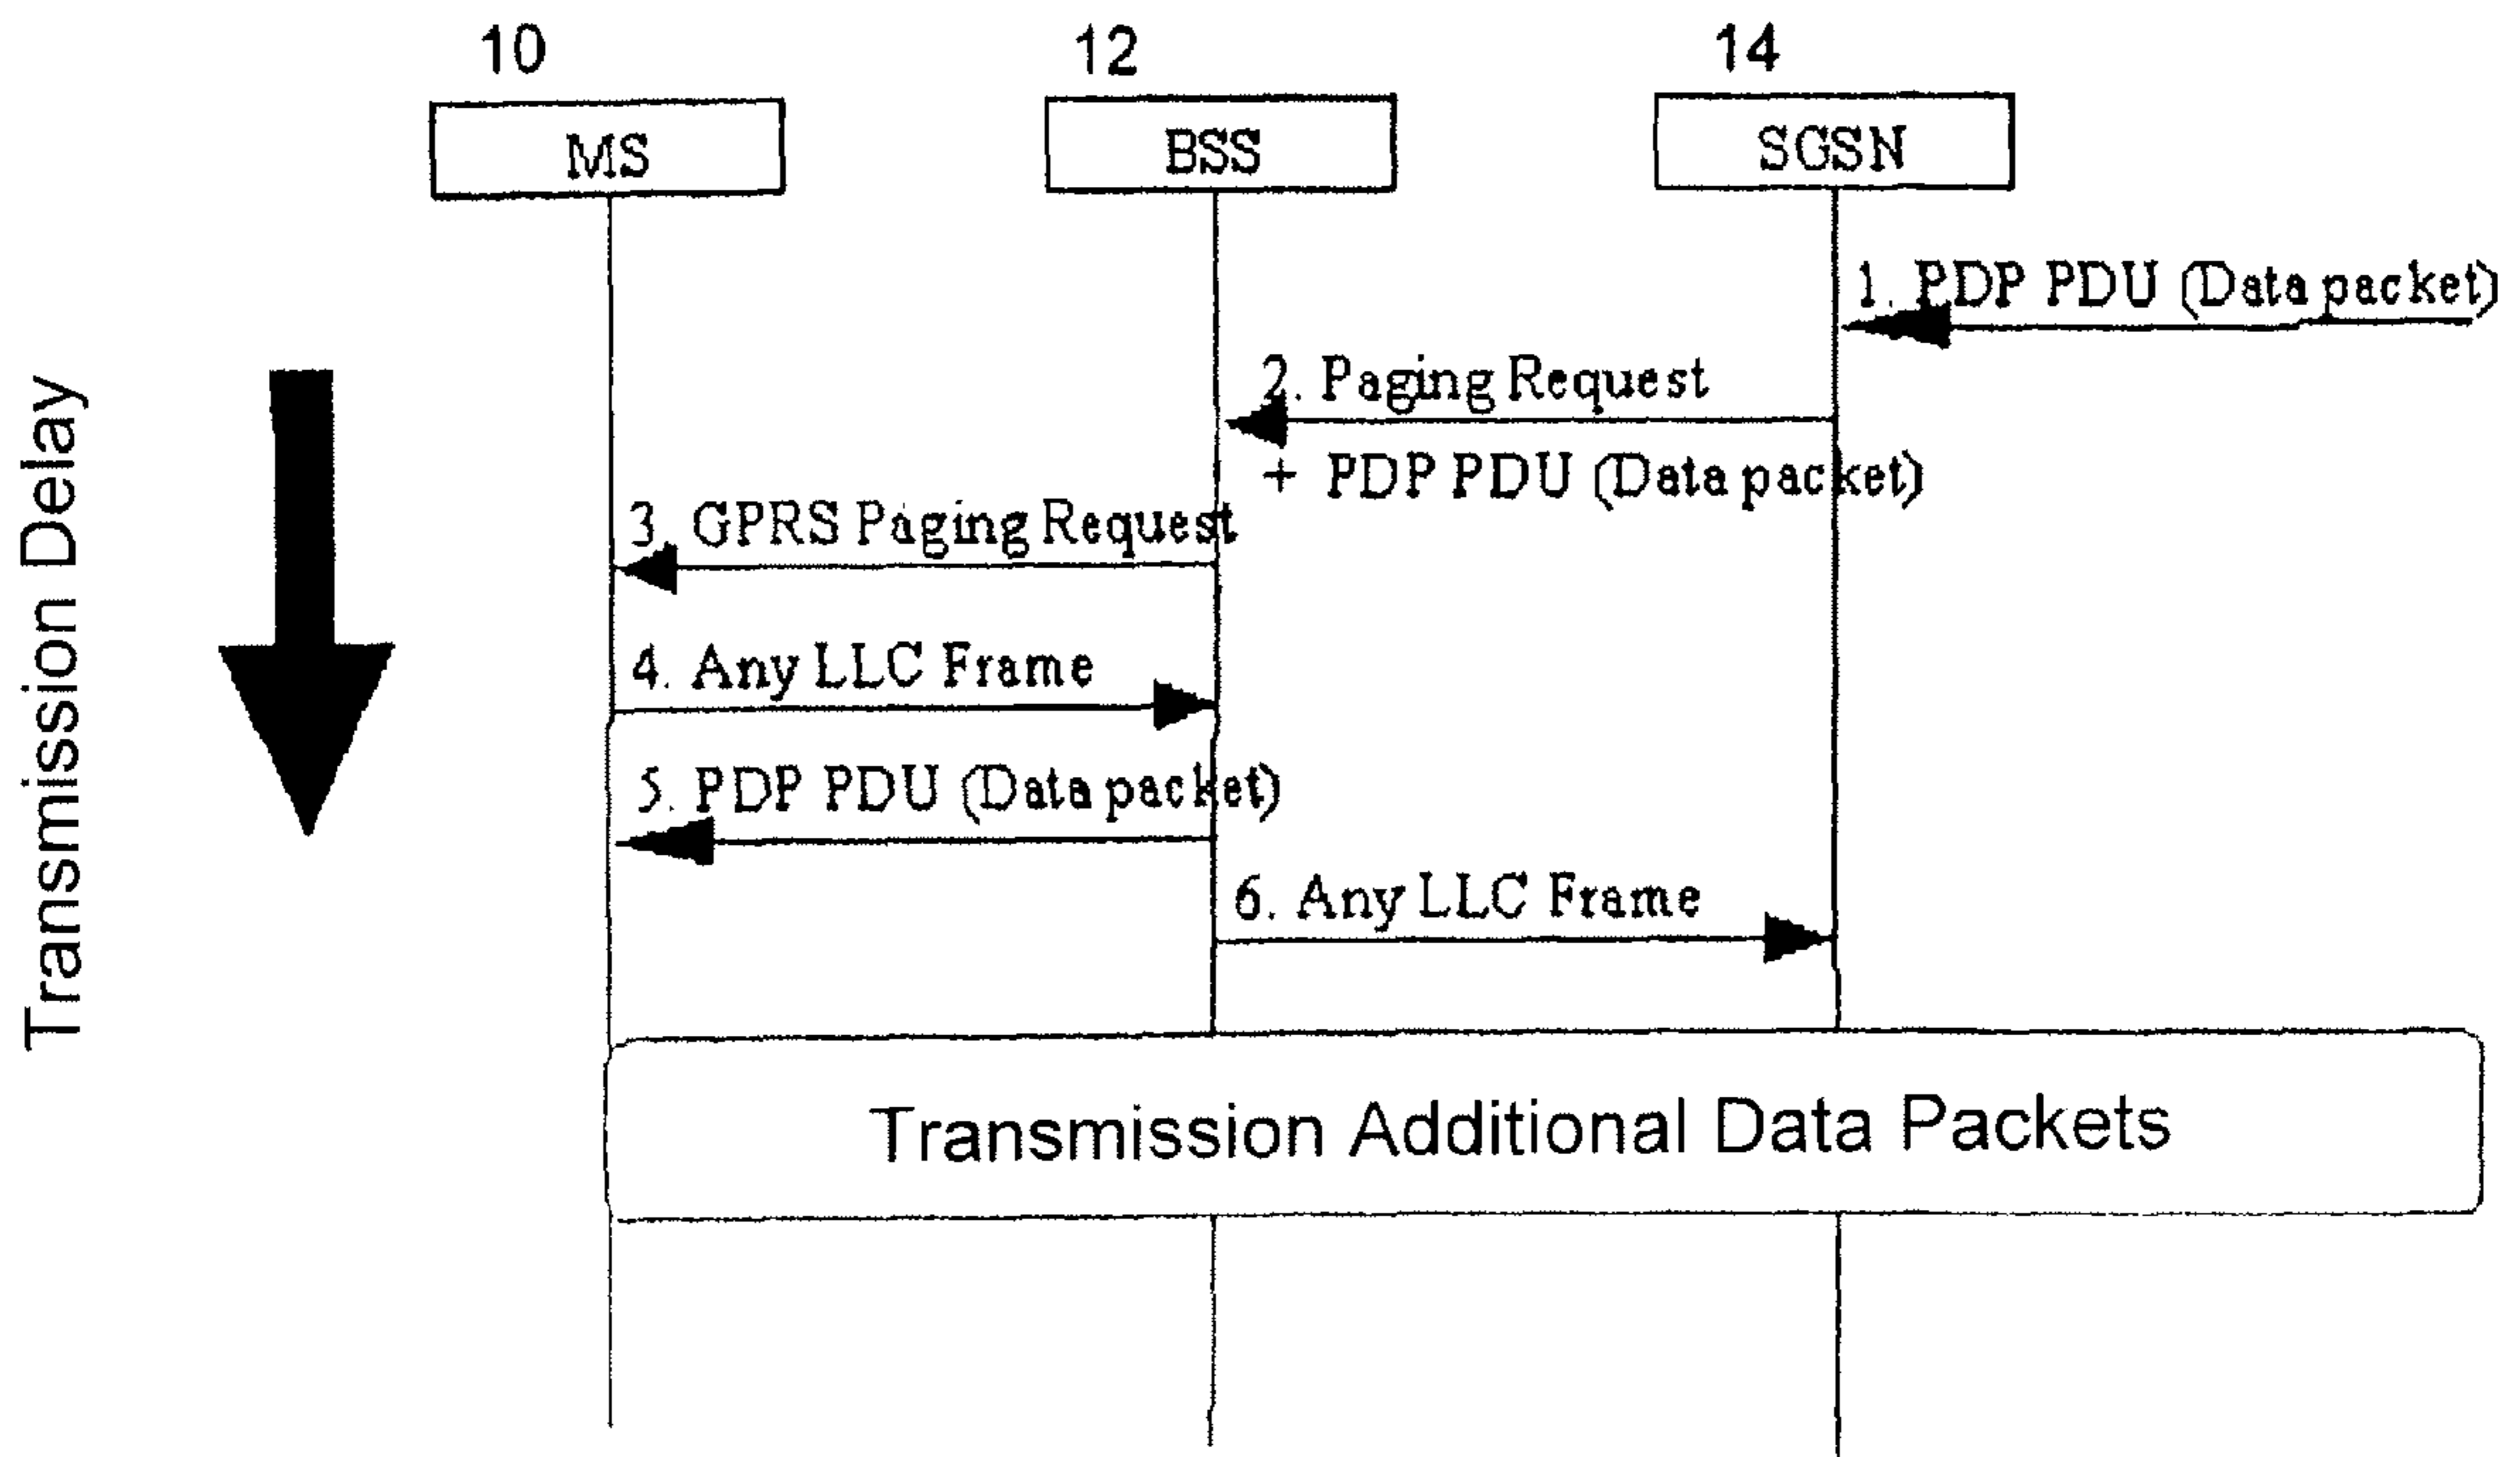 10
12
14
MS
BSS
SGSN
1. PDP PDU (Data packet)
2. Paging Request
+ PDP PDU (Data packet)
3. GPRS Paging Request
4. Any LLC Frame
5. PDP PDU (Data packet)
6. Any LLC Frame
Transmission Delay
Transmission Additional Data Packets